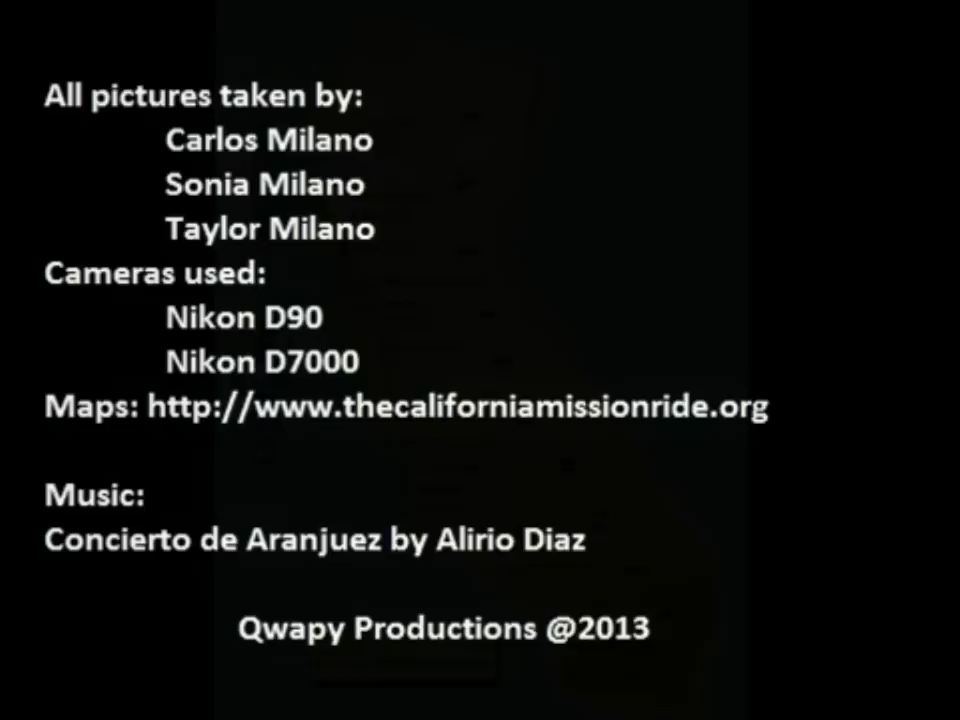 All pictures taken by:
Carlos Milano
Sonia Milano
Taylor Milano
Cameras used:
Nikon D90
Nikon D7000
Maps: http://www.thecaliforniamissionride.org
Music:
Concierto de Aranjuez by Alirio Diaz
Qwapy Productions @2013